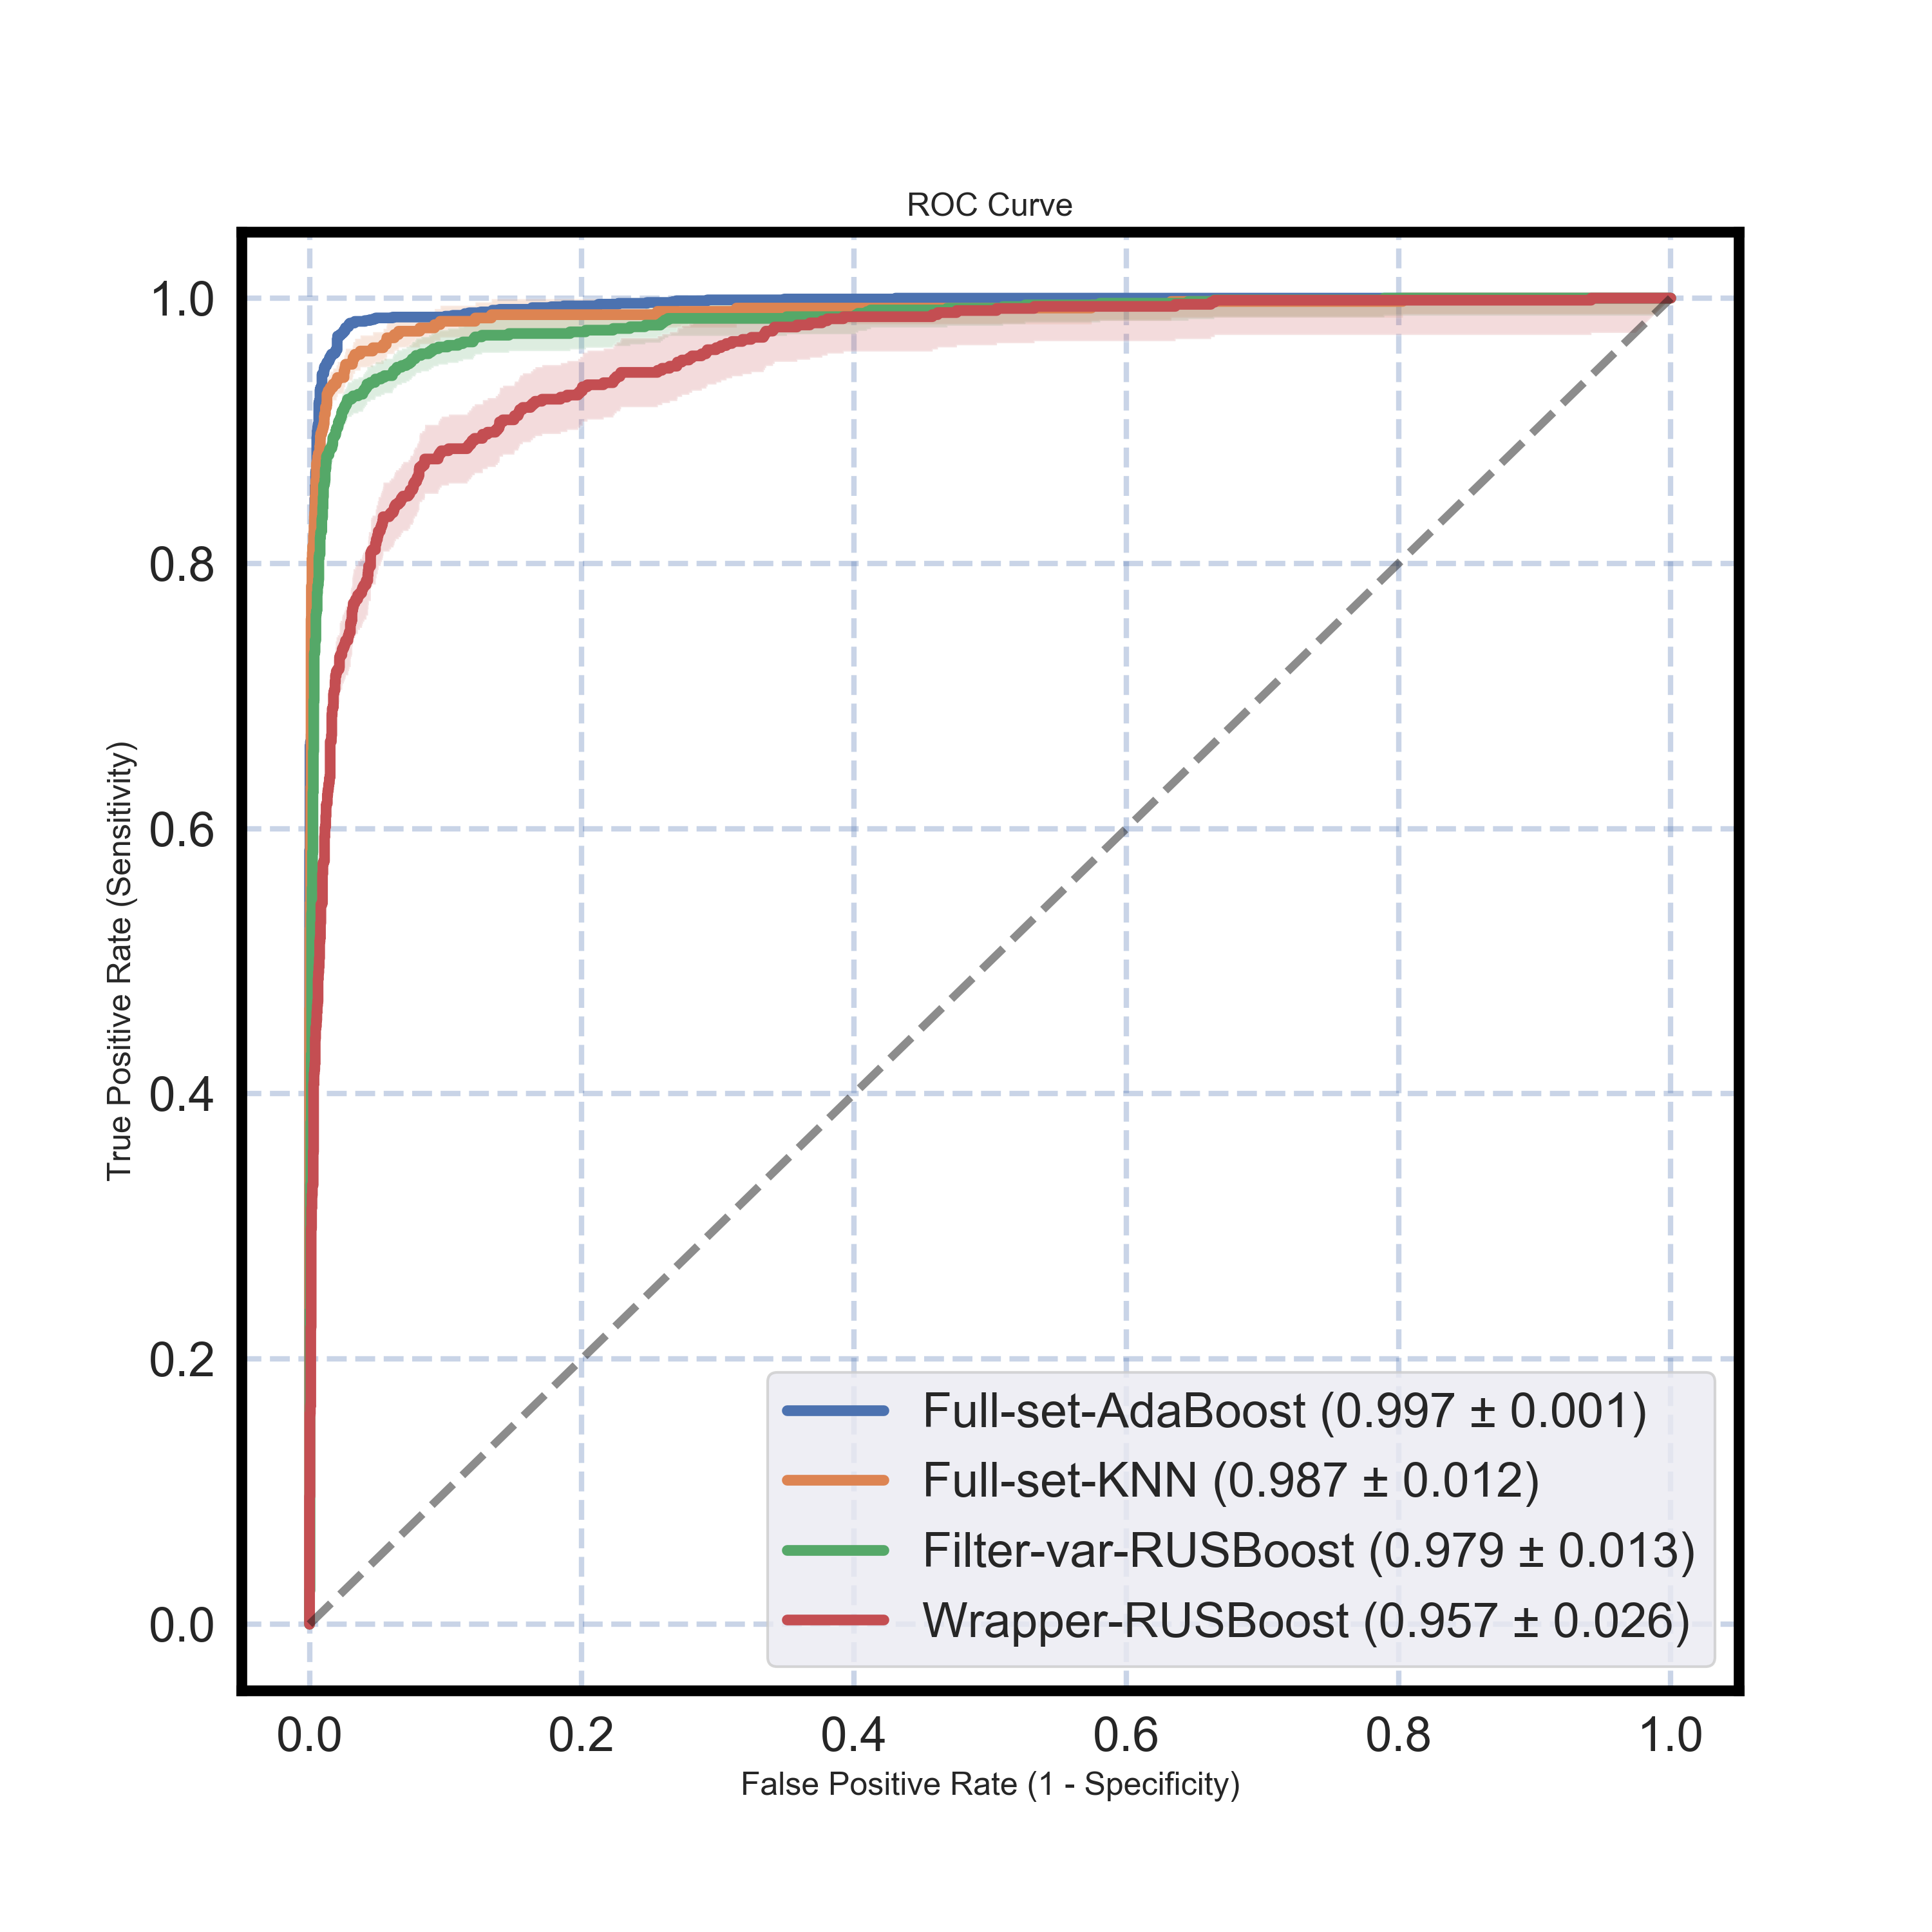 ROC Curve
True Positive Rate (Sensitivity)
1.0
0.8
0.6
0.4
0.2
0.0
Full-set-AdaBoost (0.997 ± 0.001)
Full-set-KNN (0.987 ± 0.012)
Filter-var-RUSBoost (0.979 ± 0.013)
Wrapper-RUSBoost (0.957 ± 0.026)
0.0 0.2 0.4 0.6 0.8 1.0
False Positive Rate (1 - Specificity)